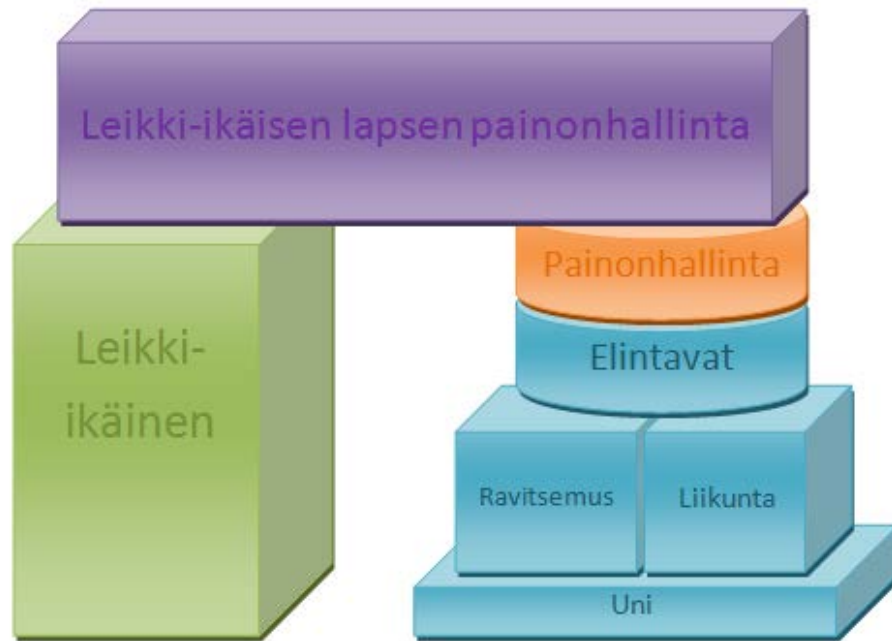 Leikki-ikäisen lapsen painonhallinta
Leikki-
ikäinen
Painonhallinta
Elintavat
Ravitsemus
Liikunta
Uni